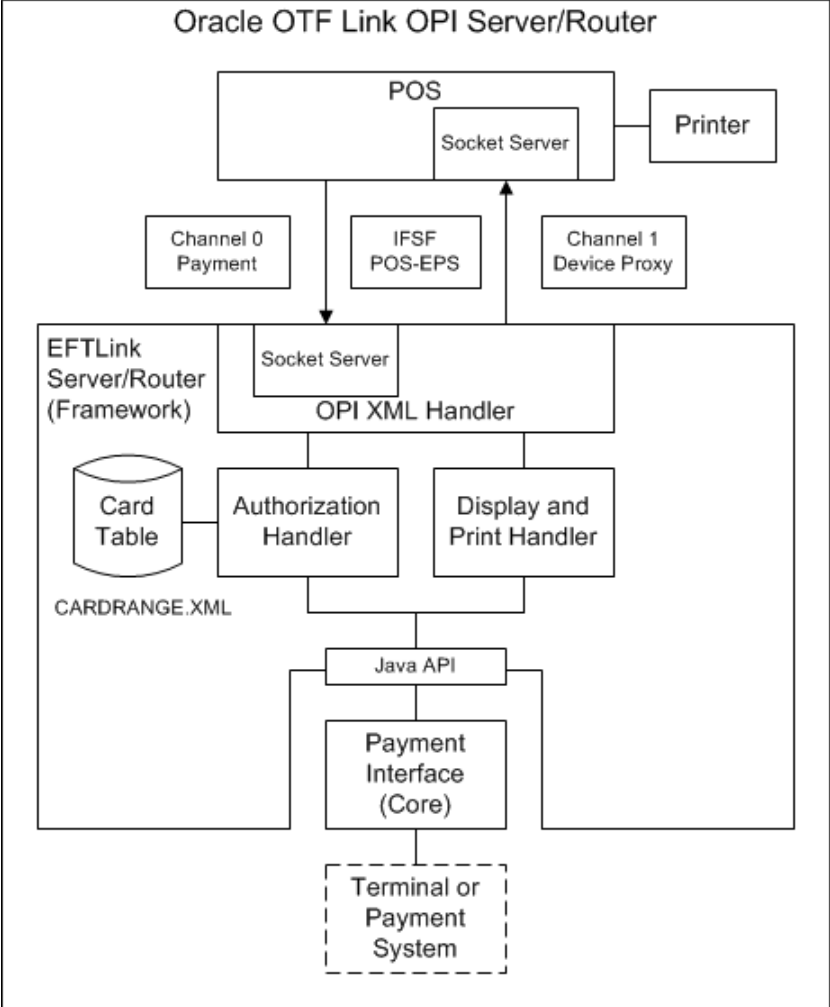 Oracle OTF Link OPI Server/Router
POS
Socket Server
Printer
Channel 0
Payment
IFSF
POS-EPS
Channel 1
Device Proxy
EFTLink
Server/Router
(Framework)
Socket Server
OPI XML Handler
Card
Table
Authorization
Handler
Display and
Print Handler
CARDRANGE.XML
Java API
Payment
Interface
(Core)
Terminal or
Payment
System